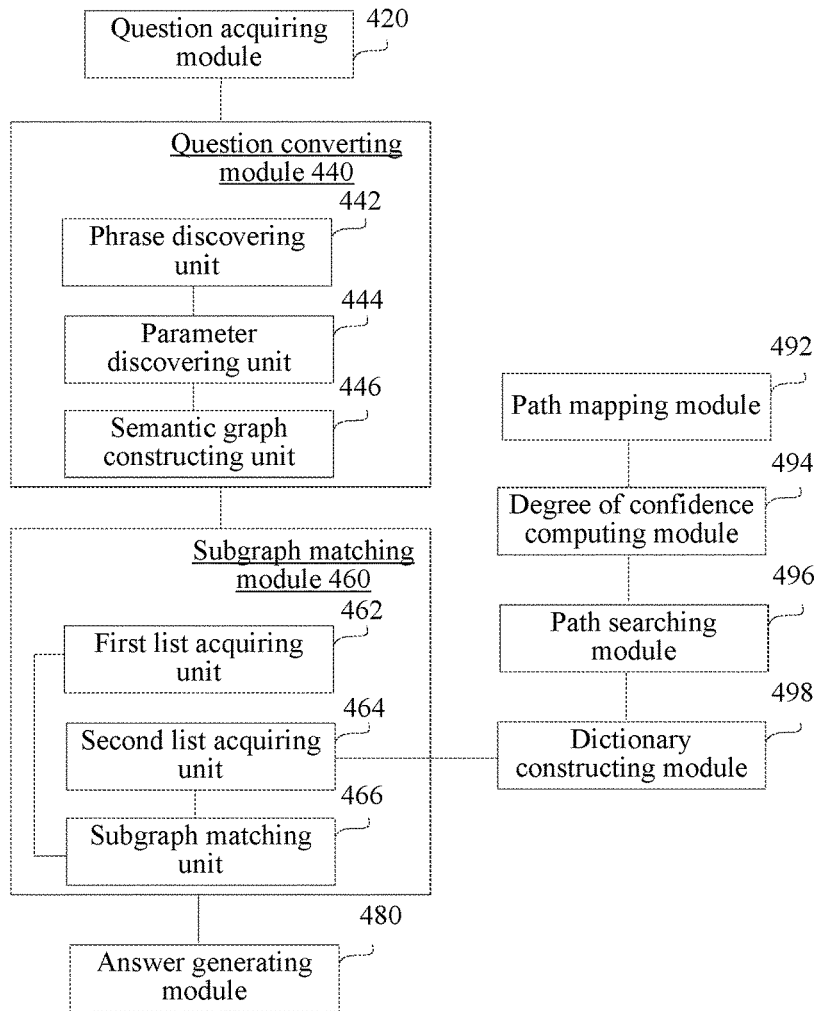 Question acquiring
module
420
Question converting
module 440
442
Phrase discovering
unit
444
Parameter
discovering unit
446
Semantic graph
constructing unit
Subgraph matching
module 460
462
First list acquiring
unit
464
Second list acquiring
unit
466
Subgraph matching
unit
480
Answer generating
module
492
Path mapping module
494
Degree of confidence
computing module
496
Path searching
module
498
Dictionary
constructing module